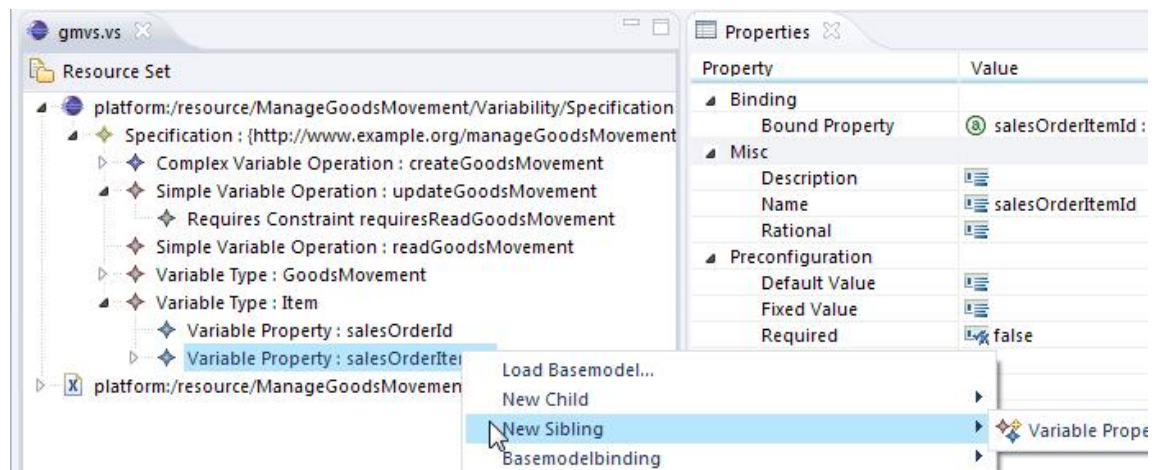 gmvs.vs
Resource Set
platform:/resource/ManageGoodsMovement/Variability/Specification
Specification : {http://www.example.org/manageGoodsMovement
Complex Variable Operation : createGoodsMovement
Simple Variable Operation : updateGoodsMovement
Requires Constraint requiresReadGoodsMovement
Simple Variable Operation : readGoodsMovement
Variable Type : GoodsMovement
Variable Type : Item
Variable Property : salesOrderId
Variable Property : salesOrderIte
platform:/resource/ManageGoodsMovemen
Load Basemodel...
New Child
New Sibling
Basemodelbinding
Variable Prope
Properties
Property Value
Binding
Bound Property salesOrderItemId :
Misc
Description
Name salesOrderItemId
Rational
Preconfiguration
Default Value
Fixed Value
Required false